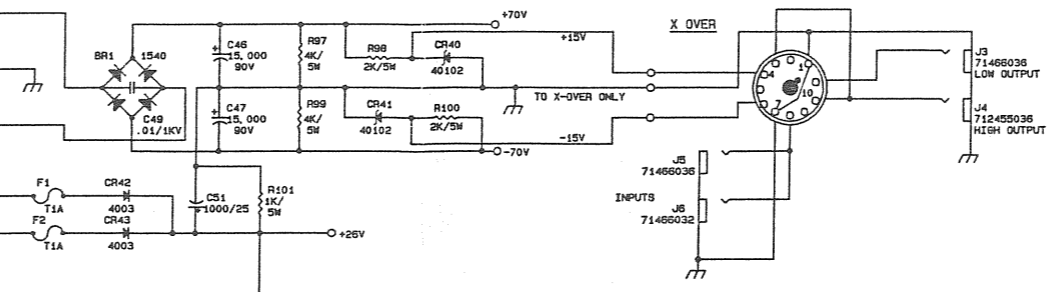 +70V
X OVER
BR1
1540
+
C46
15,000
90V
R97
4K/
5W
R98
2K/5W
CR40
40102
+15V
4
1
10
7
J3
71466036
LOW OUTPUT
C49
.01/1KV
+
C47
15,000
90V
R99
4K/
5W
CR41
40102
R100
2K/5W
TO X-OVER ONLY
-15V
J4
712455036
HIGH OUTPUT
-70V
J5
71466036
F1
T1A
CR42
4003
C51
1000/25
+
R101
1K/
5W
INPUTS
J6
71466032
F2
T1A
CR43
4003
+26V